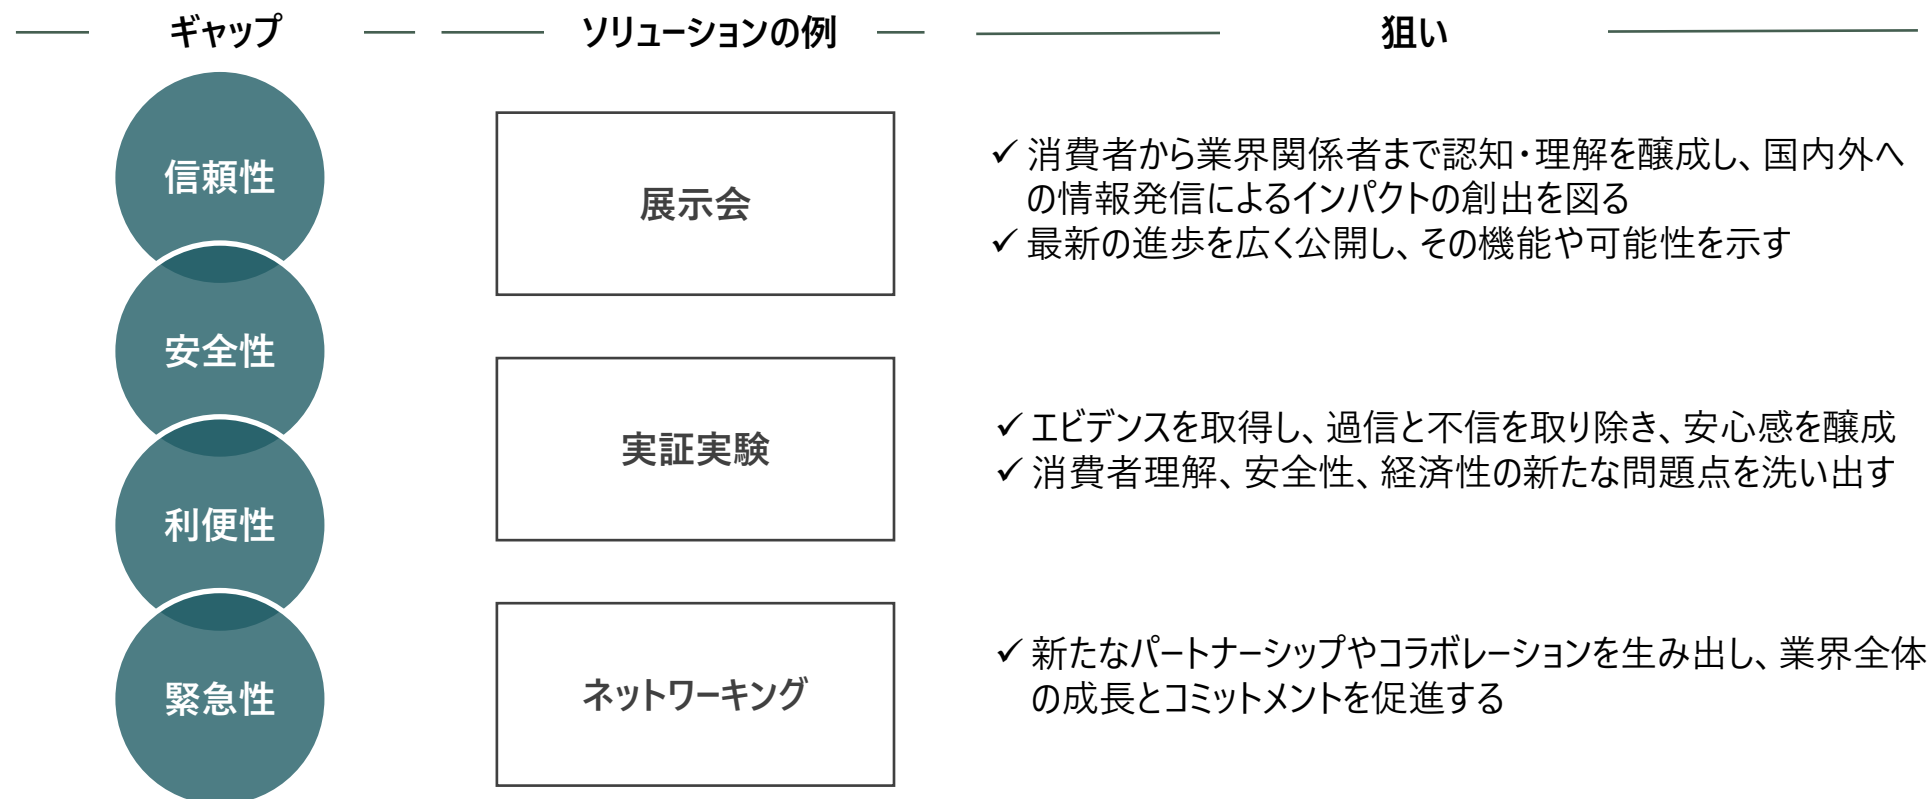 ギャップ
ソリューションの例
狙い
信頼性
安全性
利便性
緊急性
展示会
実証実験
ネットワーキング
✓ 消費者から業界関係者まで認知・理解を醸成し、国内外へ
の情報発信によるインパクトの創出を図る
✓ 最新の進歩を広く公開し、その機能や可能性を示す
✓ エビデンスを取得し、過信と不信を取り除き、安心感を醸成
✓ 消費者理解、安全性、経済性の新たな問題点を洗い出す
✓ 新たなパートナーシップやコラボレーションを生み出し、業界全体
の成長とコミットメントを促進する